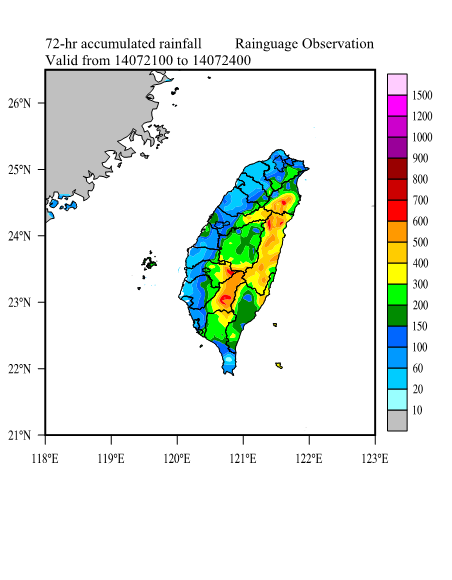 72-hr accumulated rainfall Rainguage Observation
Valid from 14072100 to 14072400
26°N
25°N
24°N
23°N
22°N
21°N
118°E 119°E 120°E 121°E 122°E 123°E
1500
1200
1000
900
800
700
600
500
400
300
200
150
100
60
20
10